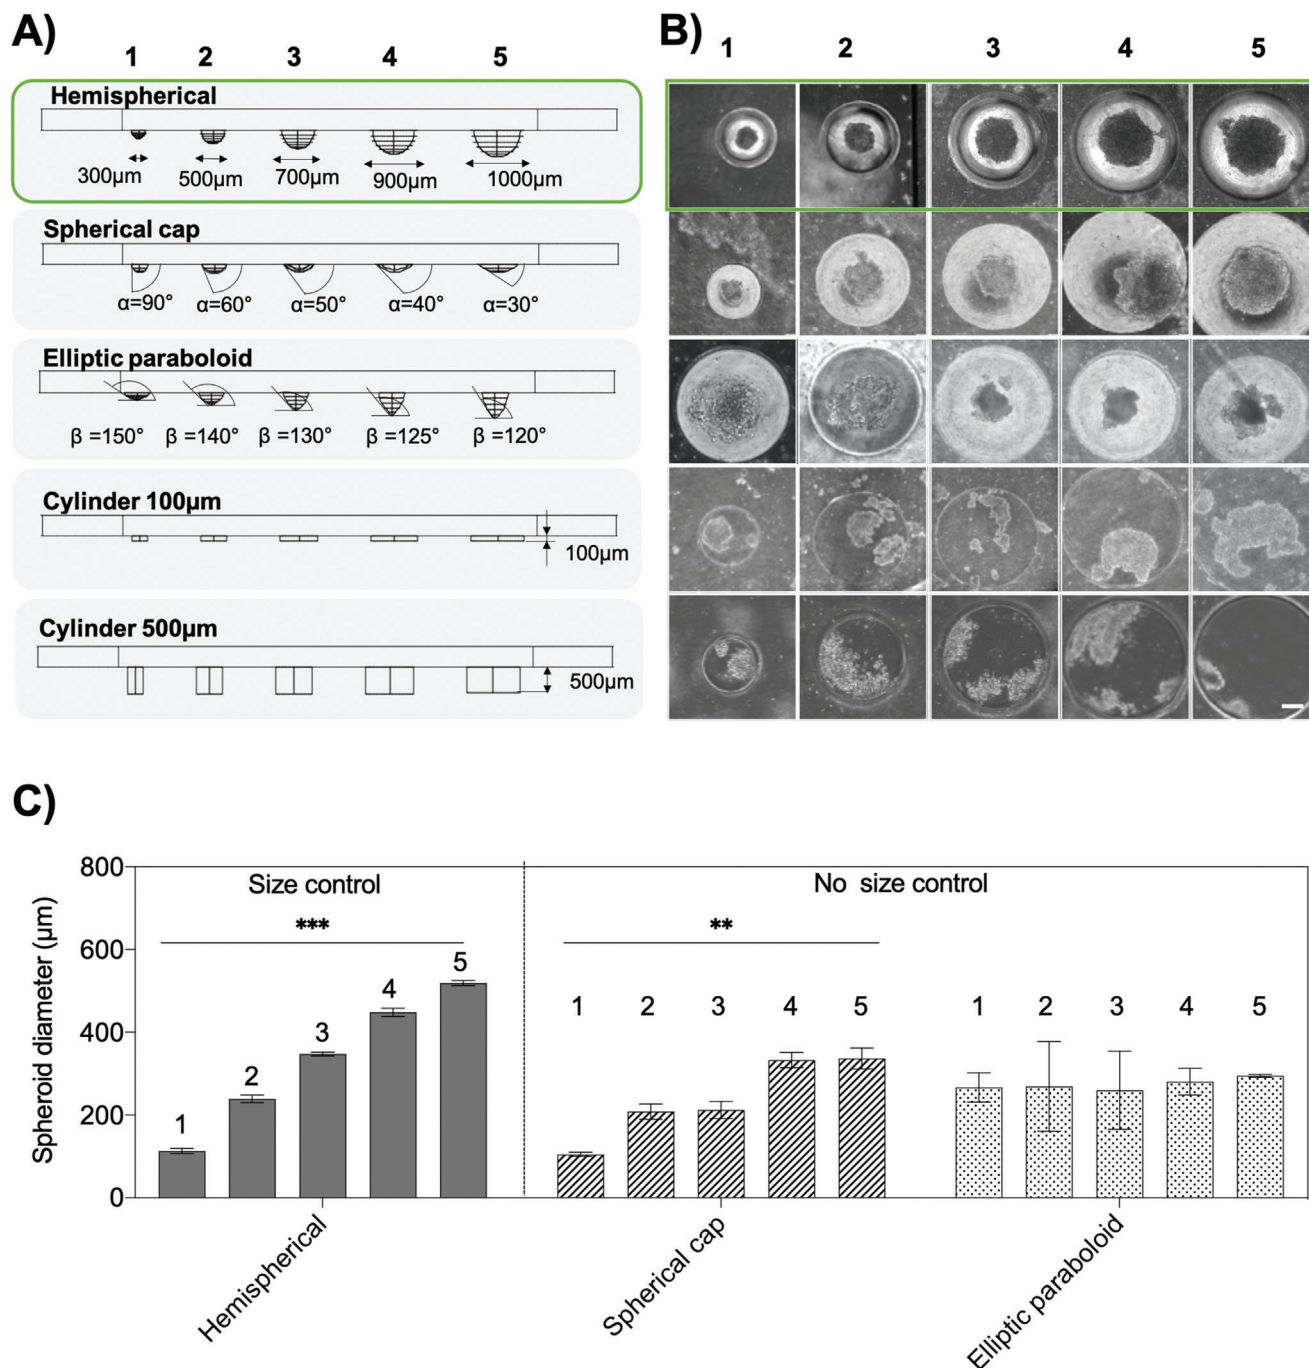 A)
1 2 3 4 5
Hemispherical
300µm 500µm 700µm 900µm 1000µm
Spherical cap
α=90° α=60° α=50° α=40° α=30°
Elliptic paraboloid
β =150° β =140° β =130° β =125° β =120°
Cylinder 100µm
100µm
Cylinder 500µm
500µm
B)
1 2 3 4 5
C)
Spheroid diameter (µm)
800
600
400
200
0
Size control
***
1 2 3 4 5
No size control
**
1 2 3 4 5
1 2 3 4 5
Hemispherical
Spherical cap
Elliptic paraboloid